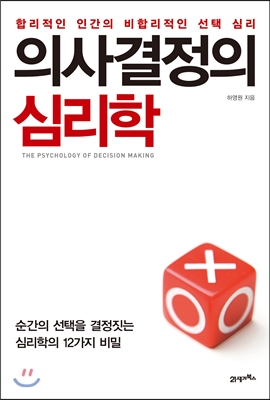 합리적인 인간의 비합리적인 선택 심리
의사결정의
심리학
하영원 지음
THE PSYCHOLOGY OF DECISION MAKING
순간의 선택을 결정짓는
심리학의 12가지 비밀
21세기북스